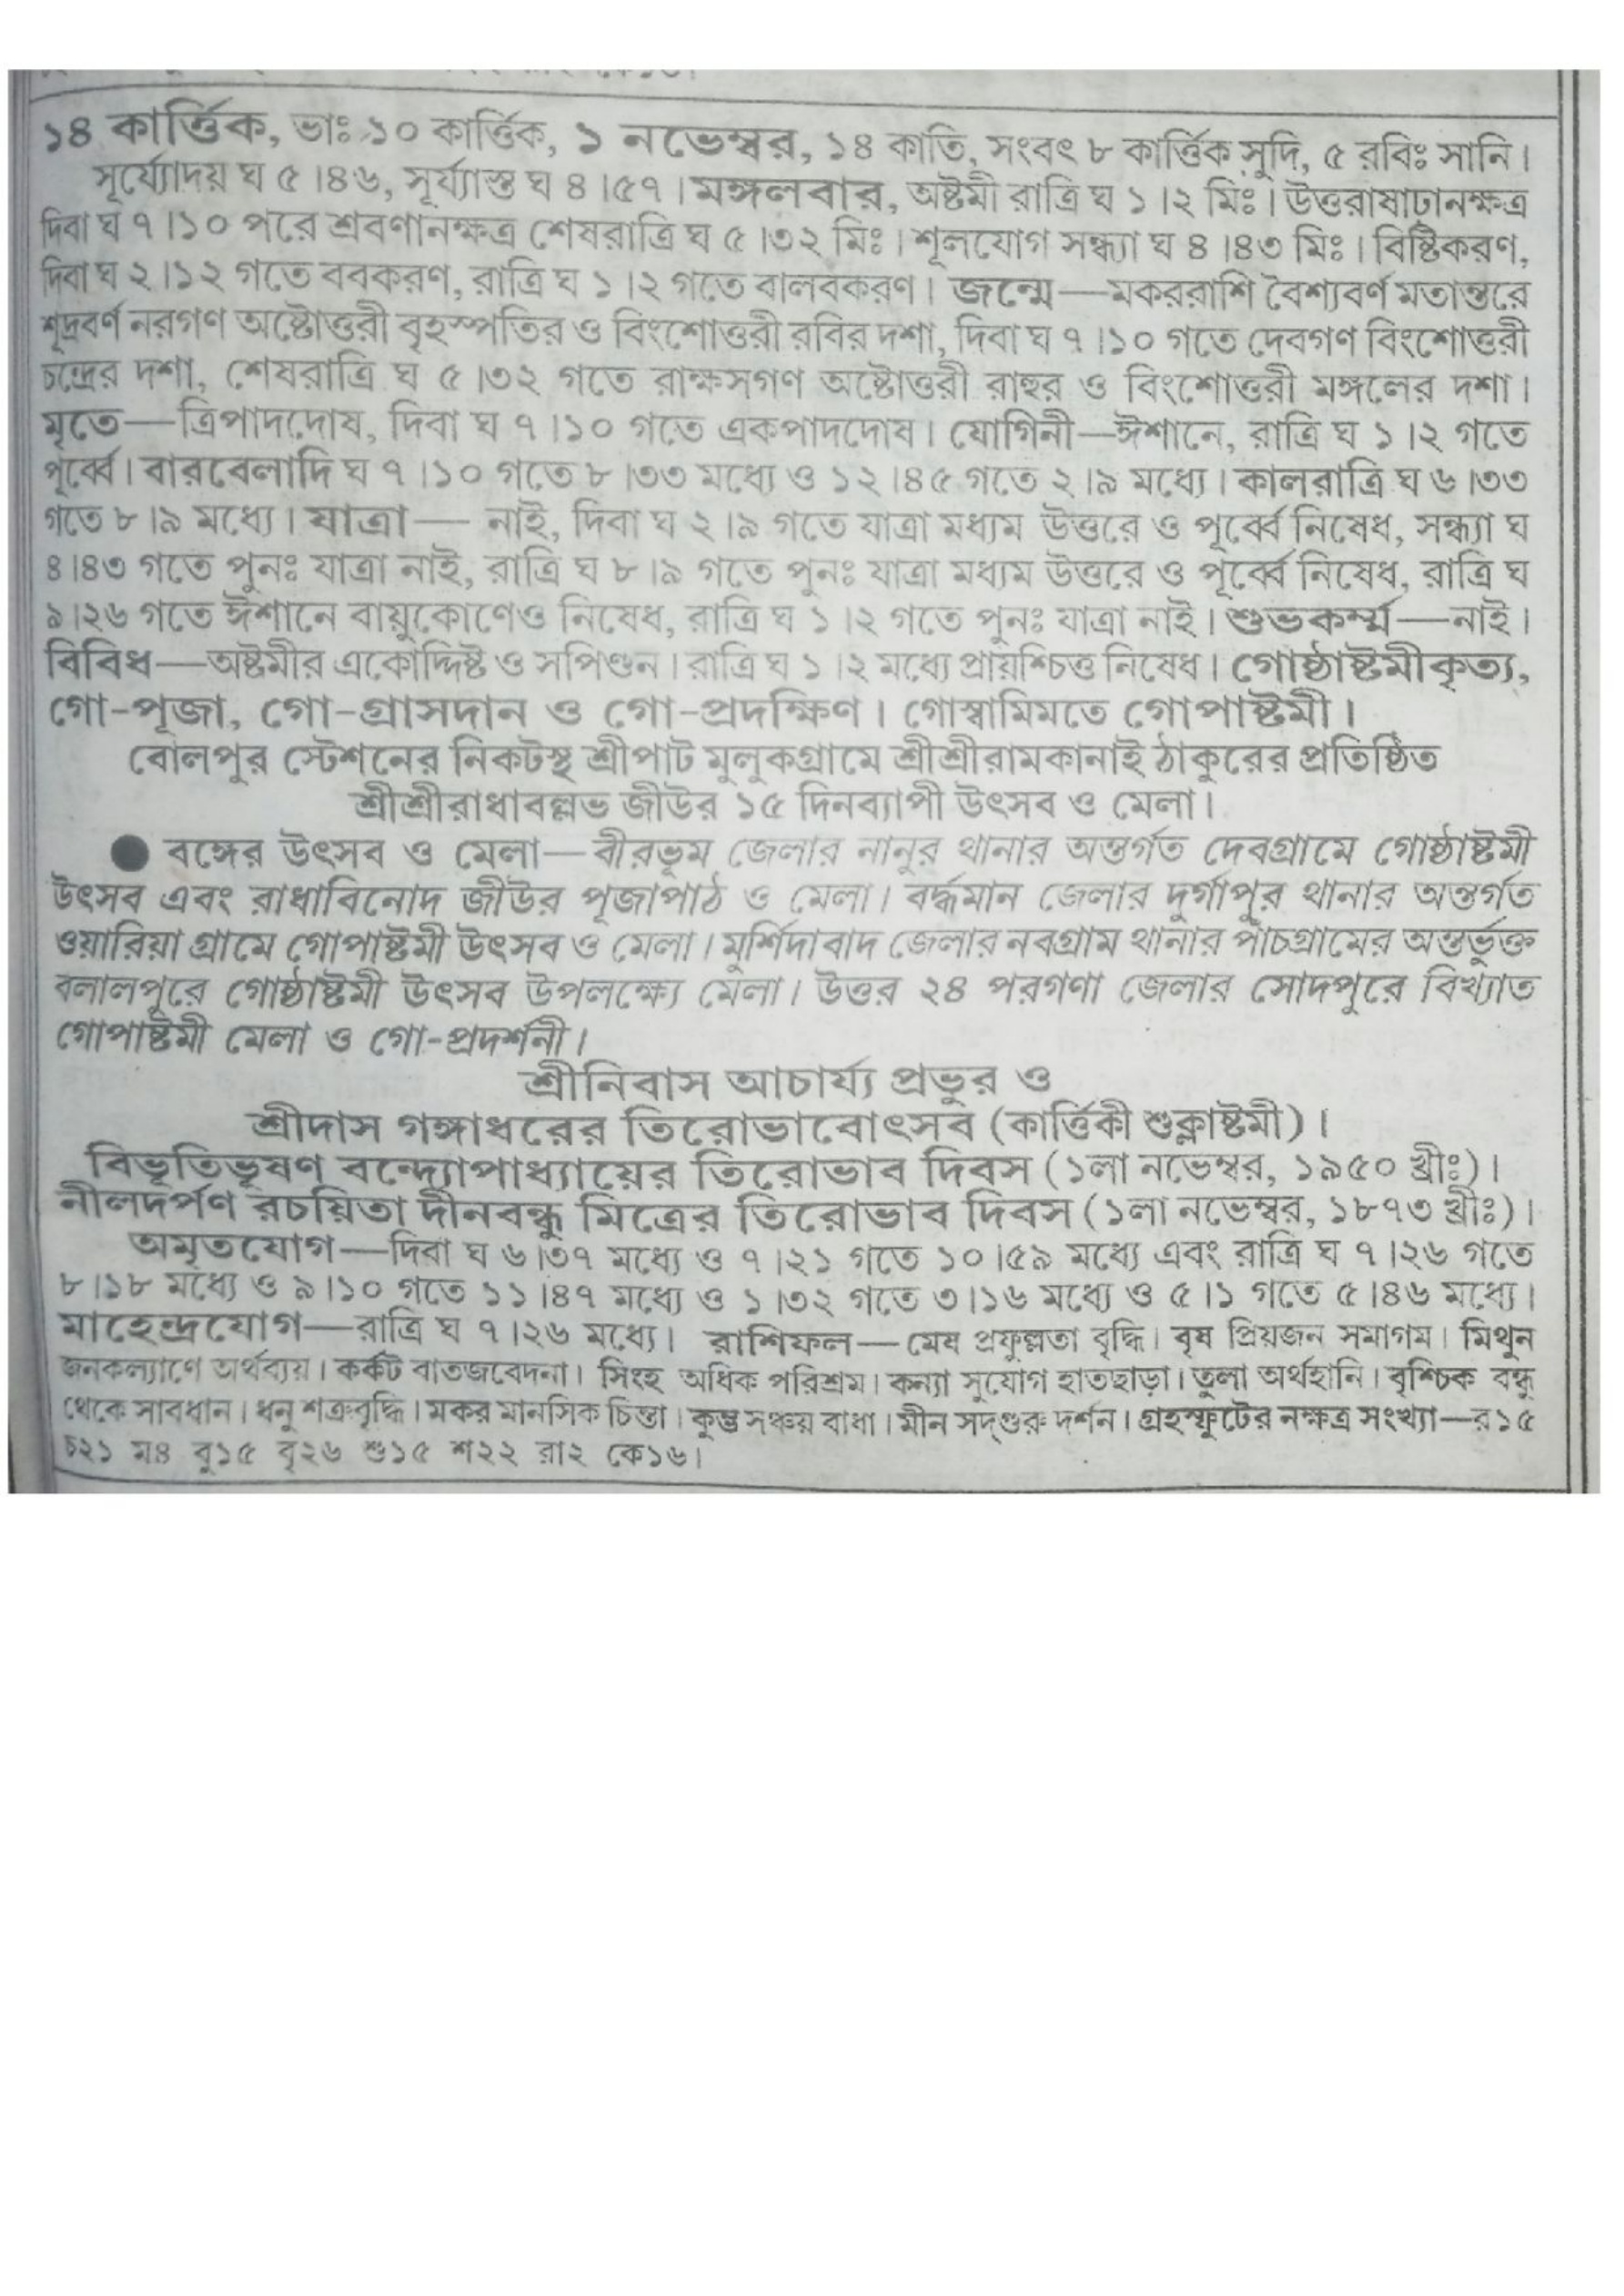 ১৪ কার্ত্তিক, ভাঃ ১০ কার্ত্তিক, ১ নভেম্বর, ১৪ কাতি, সংবৎ ৮ কার্ত্তিক সুদি, ৫ রবিঃ সানি।
সূর্য্যোদয় ঘ ৫।৪৬, সূর্য্যাস্ত ঘ ৪।৫৭। মঙ্গলবার, অষ্টমী রাত্রি ঘ ১।২ মিঃ। উত্তরাষাঢ়ানক্ষত্র
দিবা ঘ ৭।১০ পরে শ্রবণানক্ষত্র শেষরাত্রি ঘ ৫।৩২ মিঃ। শূলযোগ সন্ধ্যা ঘ ৪।৪৩ মিঃ। বিষ্টিকরণ,
দিবা ঘ ২।১২ গতে ববকরণ, রাত্রি ঘ ১।২ গতে বালবকরণ। জন্মে—মকররাশি বৈশ্যবর্ণ মতান্তরে
শূদ্রবর্ণ নরগণ অষ্টোত্তরী বৃহস্পতির ও বিংশোত্তরী রবির দশা, দিবা ঘ ৭।১০ গতে দেবগণ বিংশোত্তরী
চন্দ্রের দশা, শেষরাত্রি ঘ ৫।৩২ গতে রাক্ষসগণ অষ্টোত্তরী রাহুর ও বিংশোত্তরী মঙ্গলের দশা।
মৃতে—ত্রিপাদদোষ, দিবা ঘ ৭।১০ গতে একপাদদোষ। যোগিনী—ঈশানে, রাত্রি ঘ ১।২ গতে
পূর্ব্বে। বারবেলাদি ঘ ৭।১০ গতে ৮।৩৩ মধ্যে ও ১২।৪৫ গতে ২।৯ মধ্যে। কালরাত্রি ঘ ৬।৩৩
গতে ৮।৯ মধ্যে। যাত্রা— নাই, দিবা ঘ ২।৯ গতে যাত্রা মধ্যম উত্তরে ও পূর্ব্বে নিষেধ, সন্ধ্যা ঘ
৪।৪৩ গতে পুনঃ যাত্রা নাই, রাত্রি ঘ ৮।৯ গতে পুনঃ যাত্রা মধ্যম উত্তরে ও পূর্ব্বে নিষেধ, রাত্রি ঘ
৯।২৬ গতে ঈশানে বায়ুকোণেও নিষেধ, রাত্রি ঘ ১।২ গতে পুনঃ যাত্রা নাই। শুভকর্ম্ম—নাই।
বিবিধ—অষ্টমীর একোদ্দিষ্ট ও সপিণ্ডন। রাত্রি ঘ ১।২ মধ্যে প্রায়শ্চিত্ত নিষেধ। গোষ্ঠাষ্টমীকৃত্য,
গো-পূজা, গো-গ্রাসদান ও গো-প্রদক্ষিণ। গোস্বামিমতে গোপাষ্টমী।
বোলপুর স্টেশনের নিকটস্থ শ্রীপাট মুলুকগ্রামে শ্রীশ্রীরামকানাই ঠাকুরের প্রতিষ্ঠিত
শ্রীশ্রীরাধাবল্লভ জীউর ১৫ দিনব্যাপী উৎসব ও মেলা।
● বঙ্গের উৎসব ও মেলা—বীরভূম জেলার নানুর থানার অন্তর্গত দেবগ্রামে গোষ্ঠাষ্টমী
উৎসব এবং রাধাবিনোদ জীউর পূজাপাঠ ও মেলা। বর্দ্ধমান জেলার দুর্গাপুর থানার অন্তর্গত
ওয়ারিয়া গ্রামে গোপাষ্টমী উৎসব ও মেলা। মুর্শিদাবাদ জেলার নবগ্রাম থানার পাঁচগ্রামের অন্তর্ভুক্ত
বলালপুরে গোষ্ঠাষ্টমী উৎসব উপলক্ষ্যে মেলা। উত্তর ২৪ পরগণা জেলার সোদপুরে বিখ্যাত
গোপাষ্টমী মেলা ও গো-প্রদর্শনী।
শ্রীনিবাস আচার্য্য প্রভুর ও
শ্রীদাস গঙ্গাধরের তিরোভাবোৎসব (কার্ত্তিকী শুক্লাষ্টমী)।
বিভূতিভূষণ বন্দ্যোপাধ্যায়ের তিরোভাব দিবস (১লা নভেম্বর, ১৯৫০ খ্রীঃ)।
নীলদর্পণ রচয়িতা দীনবন্ধু মিত্রের তিরোভাব দিবস (১লা নভেম্বর, ১৮৭৩ খ্রীঃ)।
অমৃতযোগ—দিবা ঘ ৬।৩৭ মধ্যে ও ৭।২১ গতে ১০।৫৯ মধ্যে এবং রাত্রি ঘ ৭।২৬ গতে
৮।১৮ মধ্যে ও ৯।১০ গতে ১১।৪৭ মধ্যে ও ১।৩২ গতে ৩।১৬ মধ্যে ও ৫।১ গতে ৫।৪৬ মধ্যে।
মাহেন্দ্রযোগ—রাত্রি ঘ ৭।২৬ মধ্যে। রাশিফল—মেষ প্রফুল্লতা বৃদ্ধি। বৃষ প্রিয়জন সমাগম। মিথুন
জনকল্যাণে অর্থব্যয়। কর্কট বাতজবেদনা। সিংহ অধিক পরিশ্রম। কন্যা সুযোগ হাতছাড়া। তুলা অর্থহানি। বৃশ্চিক বন্ধু
থেকে সাবধান। ধনু শত্রুবৃদ্ধি। মকর মানসিক চিন্তা। কুম্ভ সঞ্চয় বাধা। মীন সদ্‌গুরু দর্শন। গ্রহস্ফুটের নক্ষত্র সংখ্যা—র১৫
চ২১ ম৪ বু১৫ বৃ২৬ শু১৫ শ২২ রা২ কে১৬।